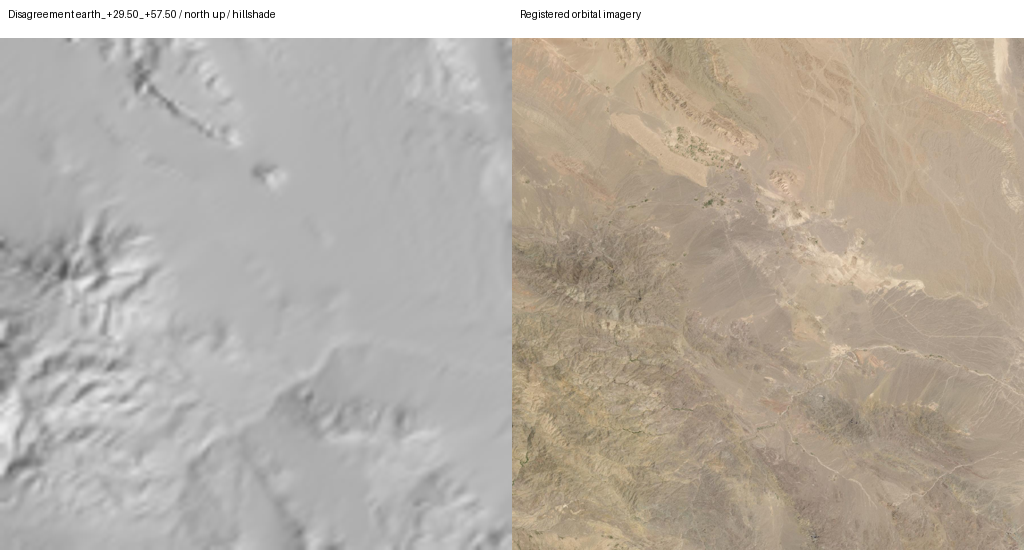 Disagreement earth_+29.50_+57.50 / north up / hillshade
Registered orbital imagery